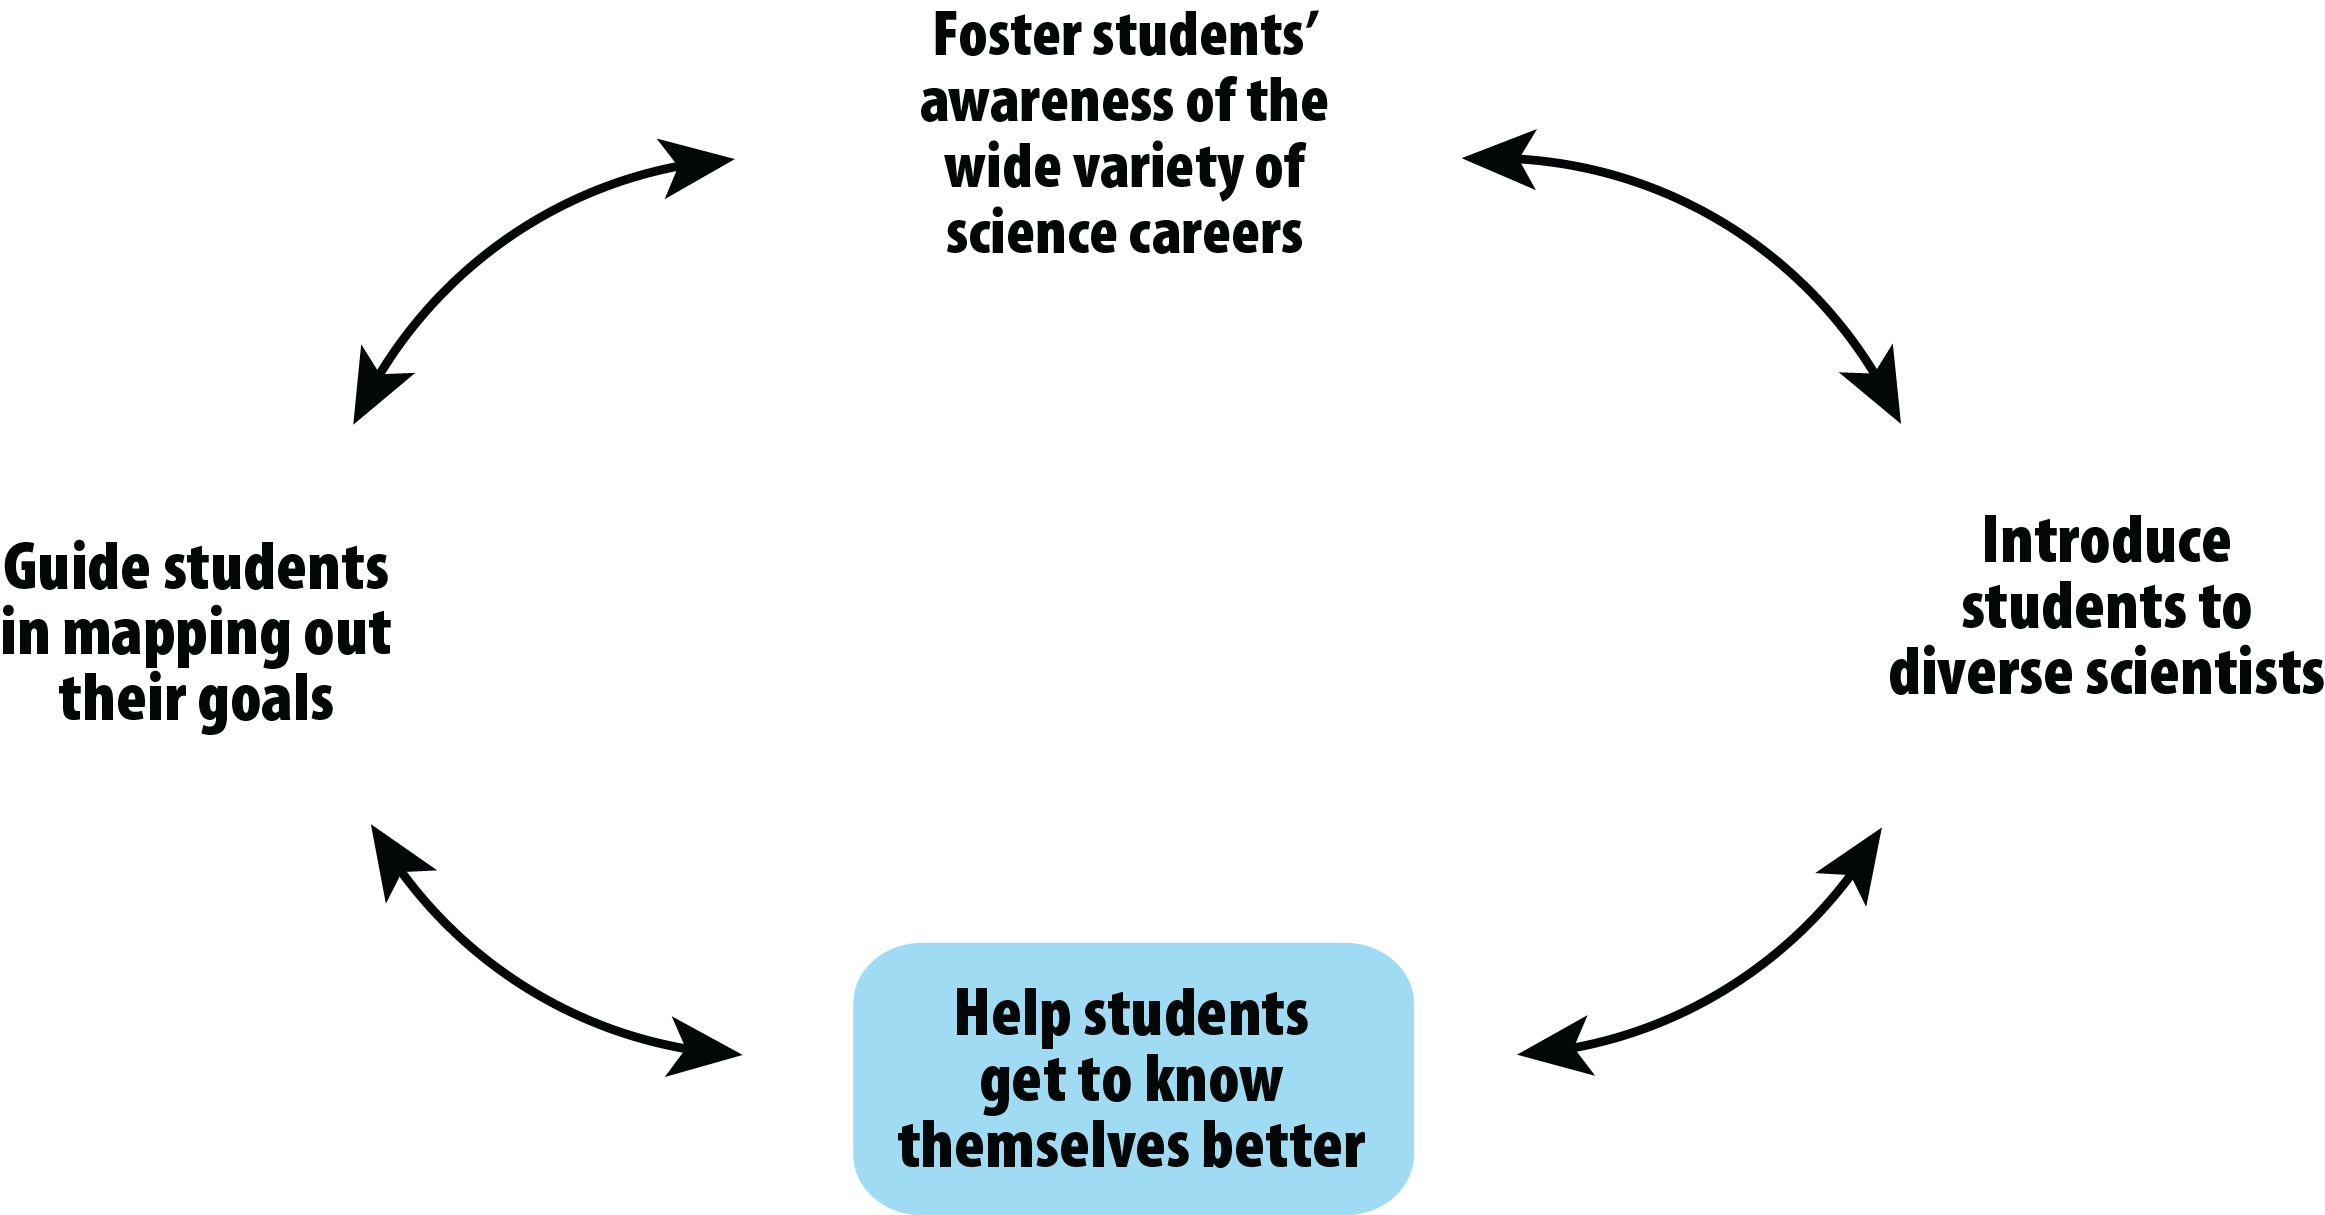 Foster students’
awareness of the
wide variety of
science careers
Guide students
in mapping out
their goals
Introduce
students to
diverse scientists
Help students
get to know
themselves better